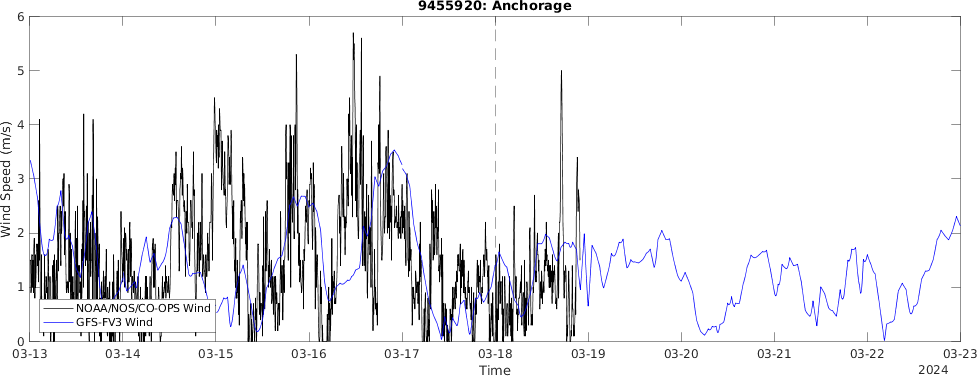 9455920: Anchorage
6
5
4
3
2
1
0
Wind Speed (m/s)
NOAA/NOS/CO-OPS Wind
GFS-FV3 Wind
03-13 03-14 03-15 03-16 03-17 03-18 03-19 03-20 03-21 03-22 03-23
Time
2024